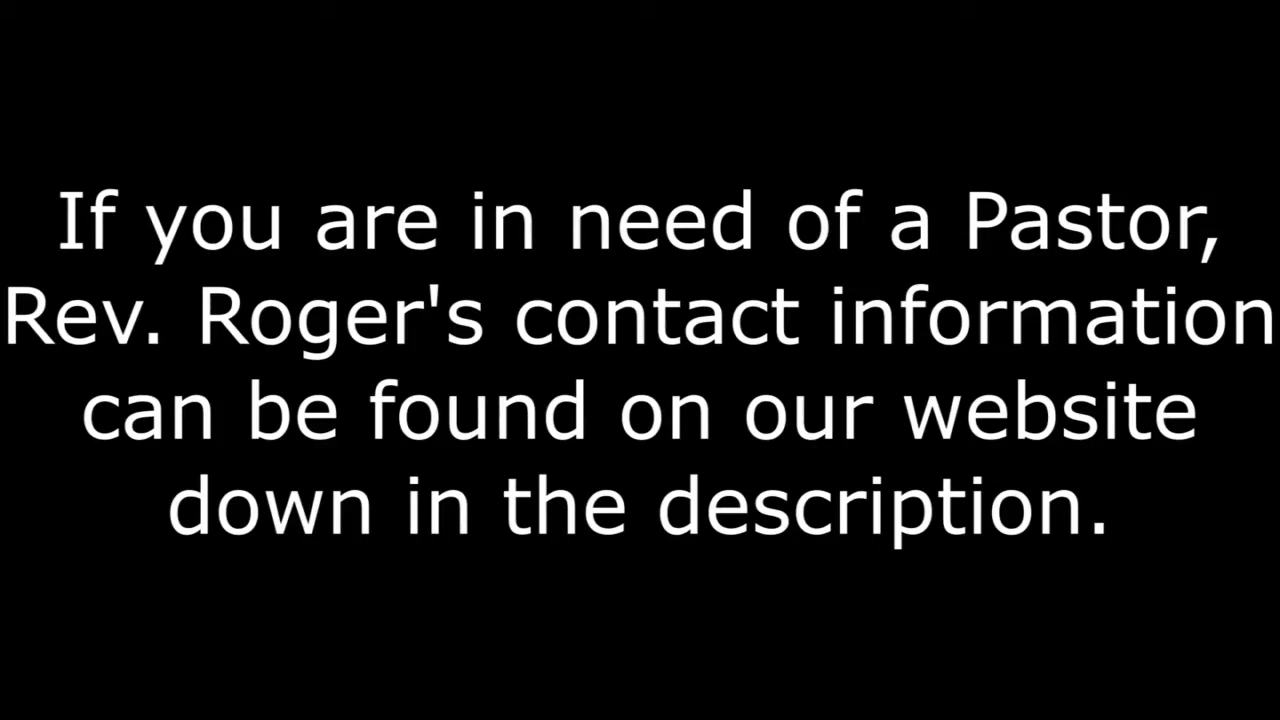 If you are in need of a Pastor,
Rev. Roger's contact information
can be found on our website
down in the description.